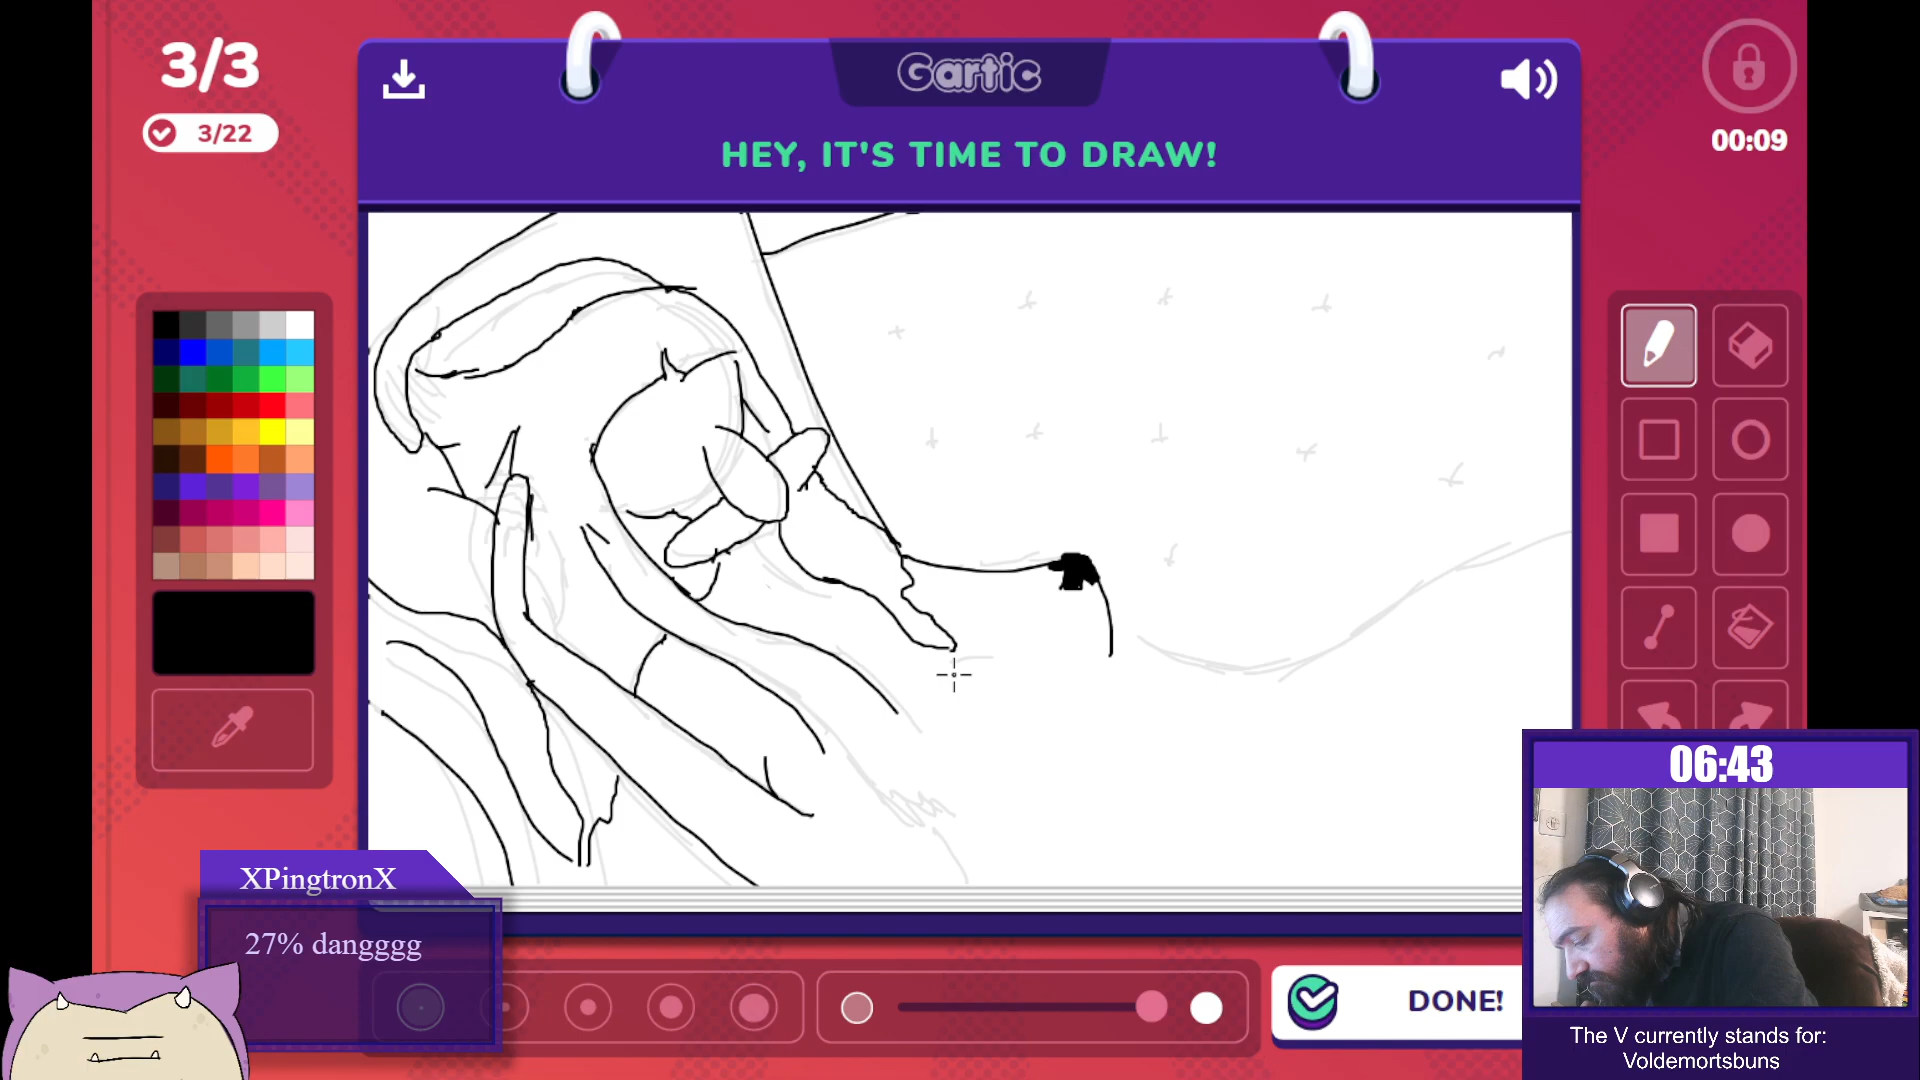 3/3
3/22
Gartic
00:09
HEY, IT'S TIME TO DRAW!
06:43
XPingtronX
27% dangggg
DONE!
The V currently stands for:
Voldemortsbuns